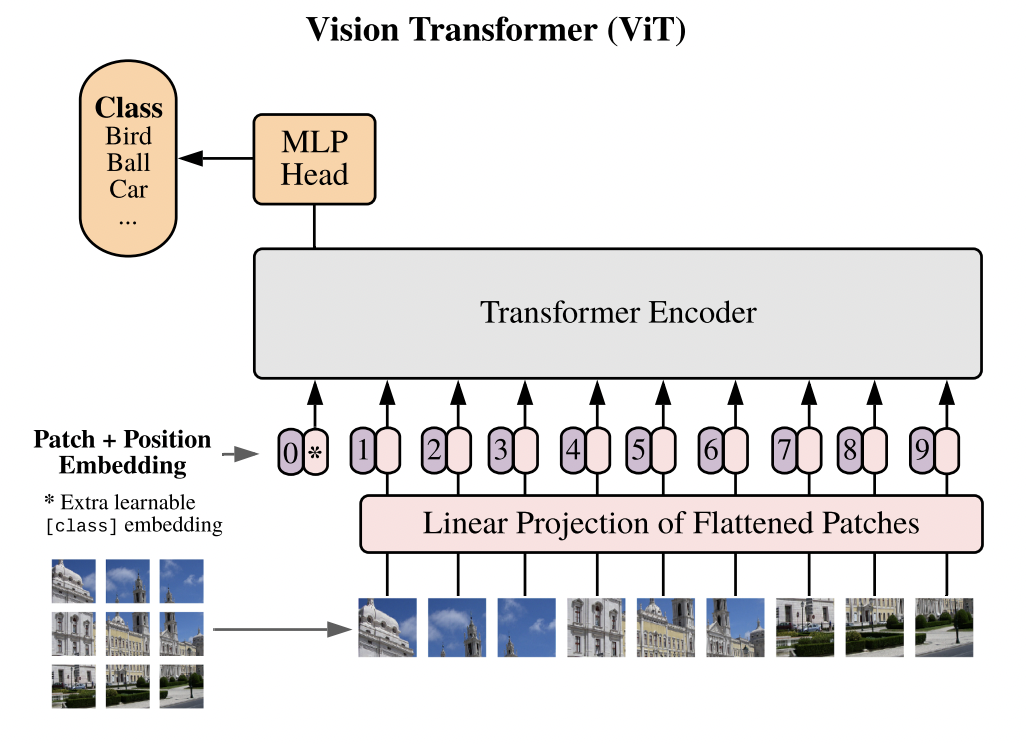 Vision Transformer (ViT)
Class
Bird
Ball
Car
...
MLP
Head
Transformer Encoder
Patch + Position
Embedding
0 * 1 2 3 4 5 6 7 8 9
* Extra learnable
[class] embedding
Linear Projection of Flattened Patches